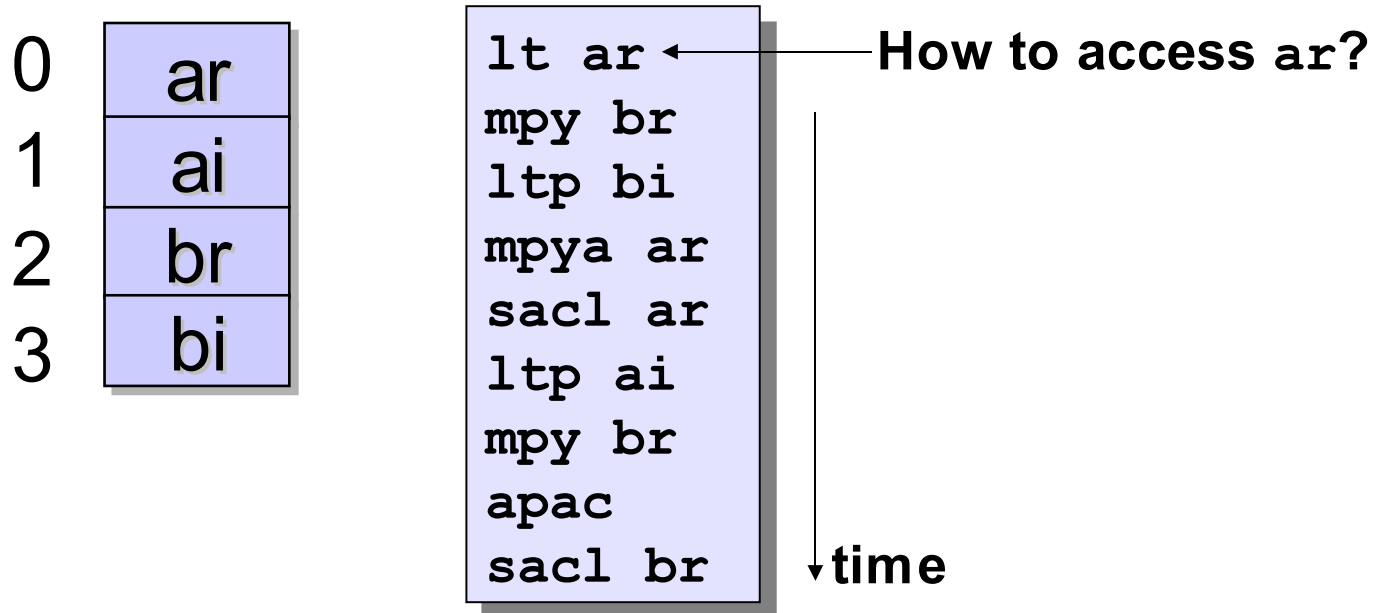 0 ar
1 ai
2 br
3 bi
lt ar
mpy br
ltp bi
mpya ar
sacl ar
ltp ai
mpy br
apac
sacl br
How to access ar?
time